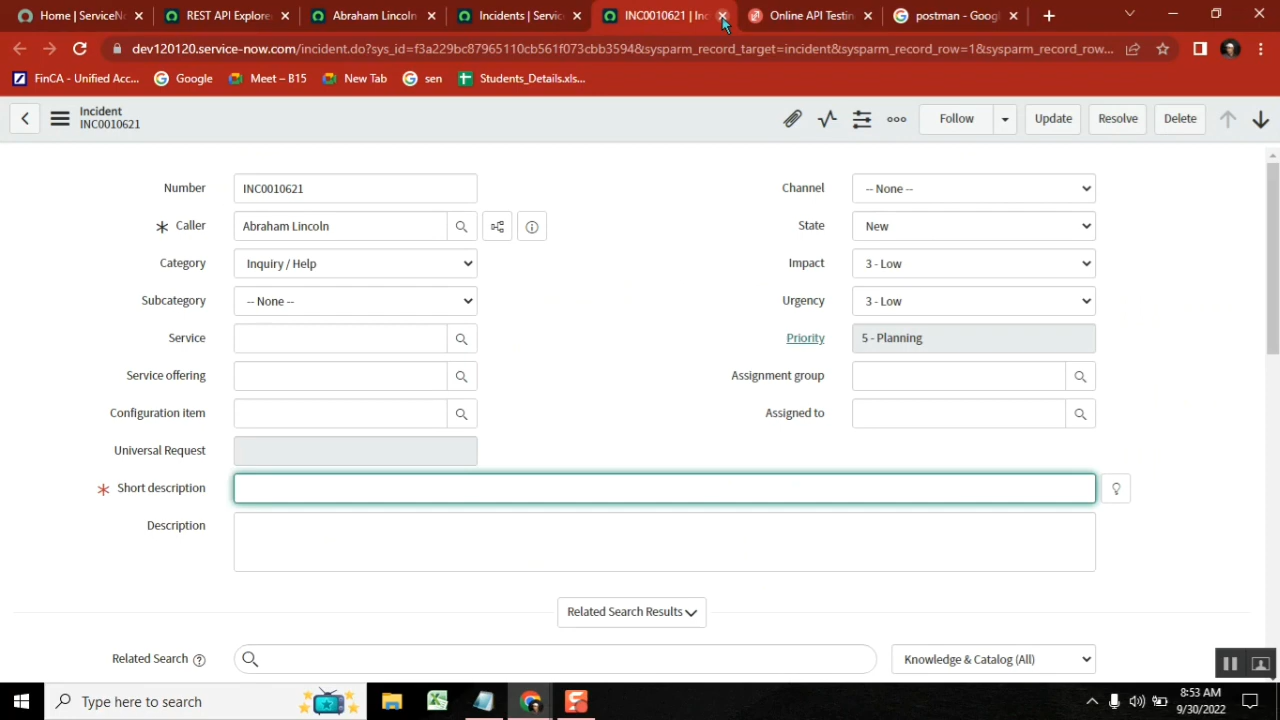 Home | ServiceNe
REST API Explore
Abraham Lincoln
Incidents | Servic
INC0010621 | Inc
Online API Testin
postman - Googl
dev120120.service-now.com/incident.do?sys_id=f3a229bc87965110cb561f073cbb3594&sysparm_record_target=incident&sysparm_record_row=1&sysparm_record_row...
FinCA - Unified Acc...
Google
Meet – B15
New Tab
sen
Students_Details.xls...
Incident
INC0010621
Follow
Update
Resolve
Delete
Number
INC0010621
Channel
-- None --
Caller
Abraham Lincoln
State
New
Category
Inquiry / Help
Impact
3 - Low
Subcategory
-- None --
Urgency
3 - Low
Service
Priority
5 - Planning
Service offering
Assignment group
Configuration item
Assigned to
Universal Request
Short description
Description
Related Search Results
Related Search
Knowledge & Catalog (All)
Type here to search
8:53 AM
9/30/2022